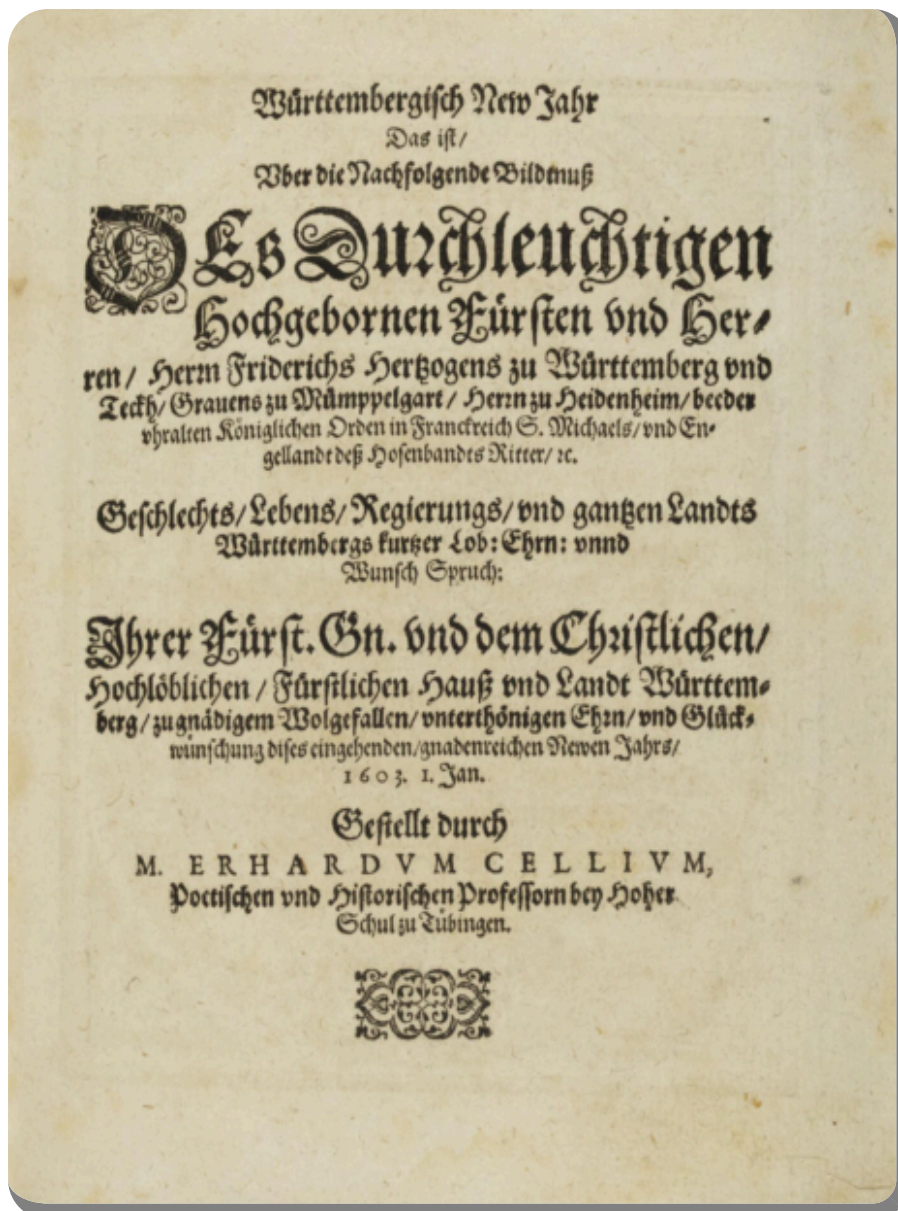 Württembergisch New Jahr
Das ist/
Vber die Nachfolgende Bildtnuß
DEs Durchleuchtigen
Hochgebornen Fürsten vnd Her-
ren/ Herrn Friderichs Hertzogens zu Württemberg vnd
Teckh/ Grauens zu Mümppelgart/ Herrn zu Heidenheim/ beeder
vhralten Königlichen Orden in Franckreich S. Michaels/ vnd En-
gellandt deß Hosenbandts Ritter/ ꝛc.
Geschlechts/ Lebens/ Regierungs/ vnd gantzen Landts
Württembergs kurtzer Lob: Ehrn: vnnd
Wunsch Spruch:
Ihrer Fürst. Gn. vnd dem Christlichen/
Hochlöblichen/ Fürstlichen Hauß vnd Landt Württem-
berg/ zu gnädigem Wolgefallen/ vnterthönigen Ehrn/ vnd Glück-
wünschung dises eingehenden/ gnadenreichen Newen Jahrs/
1603. 1. Jan.
Gestellt durch
M. ERHARDVM CELLIVM,
Poetischen vnd Historischen Professorn bey Hoher
Schul zu Tübingen.